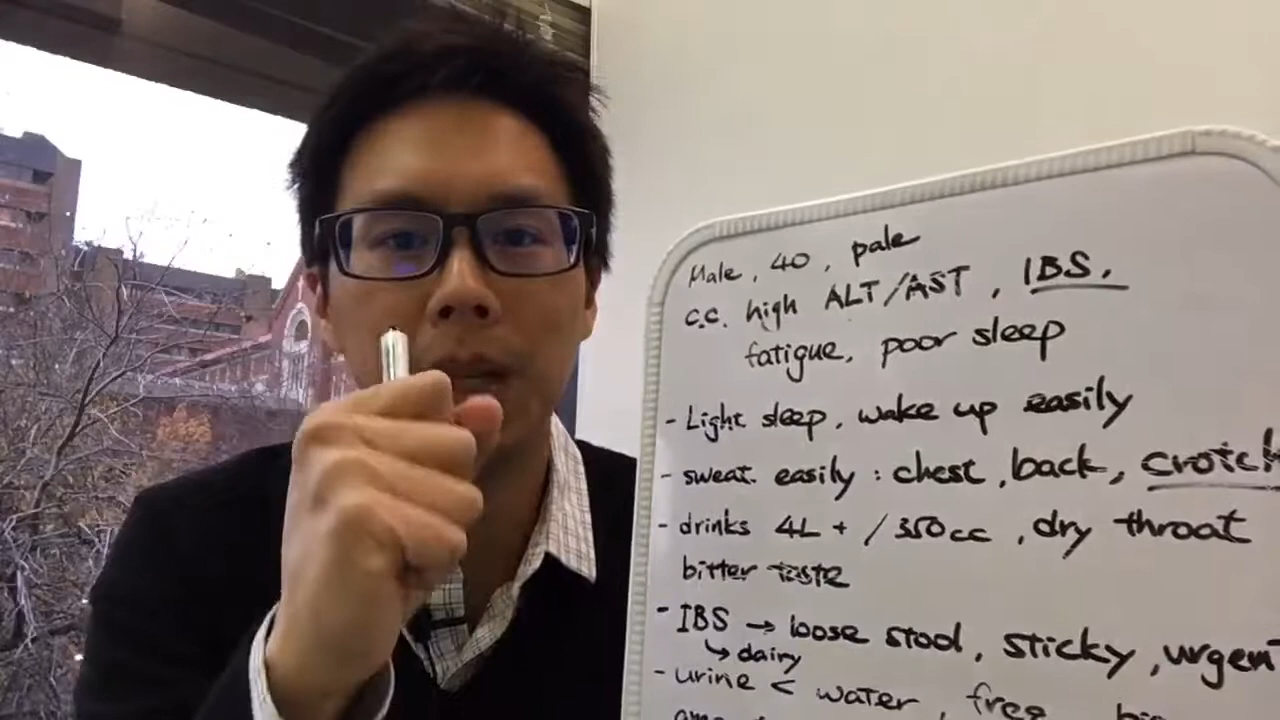 Male, 40, pale
c.c. high ALT/AST, IBS.
fatigue, poor sleep
- Light sleep, wake up easily
- sweat. easily : chest, back, crotch
- drinks 4L + / 350cc, dry throat
bitter taste
- IBS → loose stool, sticky, urgent
↳ dairy
- urine < water, free